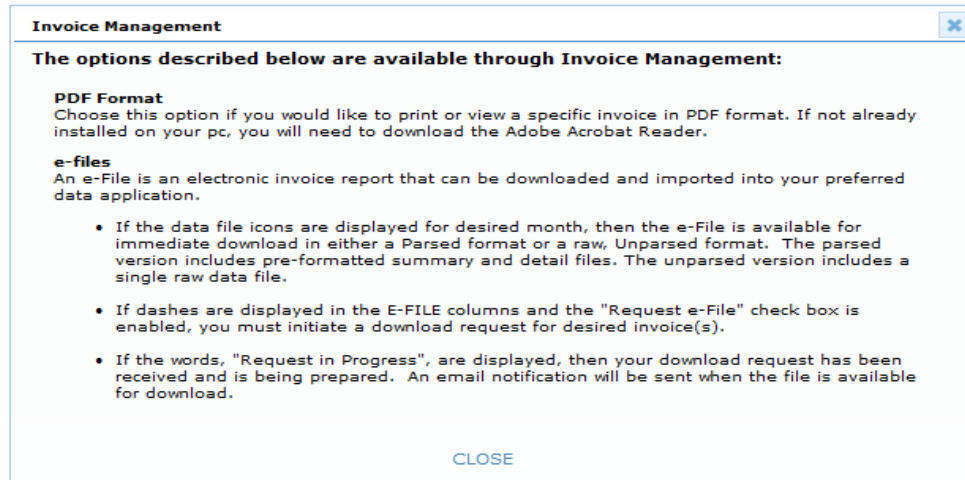 Invoice Management
The options described below are available through Invoice Management:
PDF Format
Choose this option if you would like to print or view a specific invoice in PDF format. If not already
installed on your pc, you will need to download the Adobe Acrobat Reader.
e-files
An e-File is an electronic invoice report that can be downloaded and imported into your preferred
data application.
• If the data file icons are displayed for desired month, then the e-File is available for
immediate download in either a Parsed format or a raw, Unparsed format.  The parsed
version includes pre-formatted summary and detail files. The unparsed version includes a
single raw data file.
• If dashes are displayed in the E-FILE columns and the "Request e-File" check box is
enabled, you must initiate a download request for desired invoice(s).
• If the words, "Request in Progress", are displayed, then your download request has been
received and is being prepared.  An email notification will be sent when the file is available
for download.
CLOSE